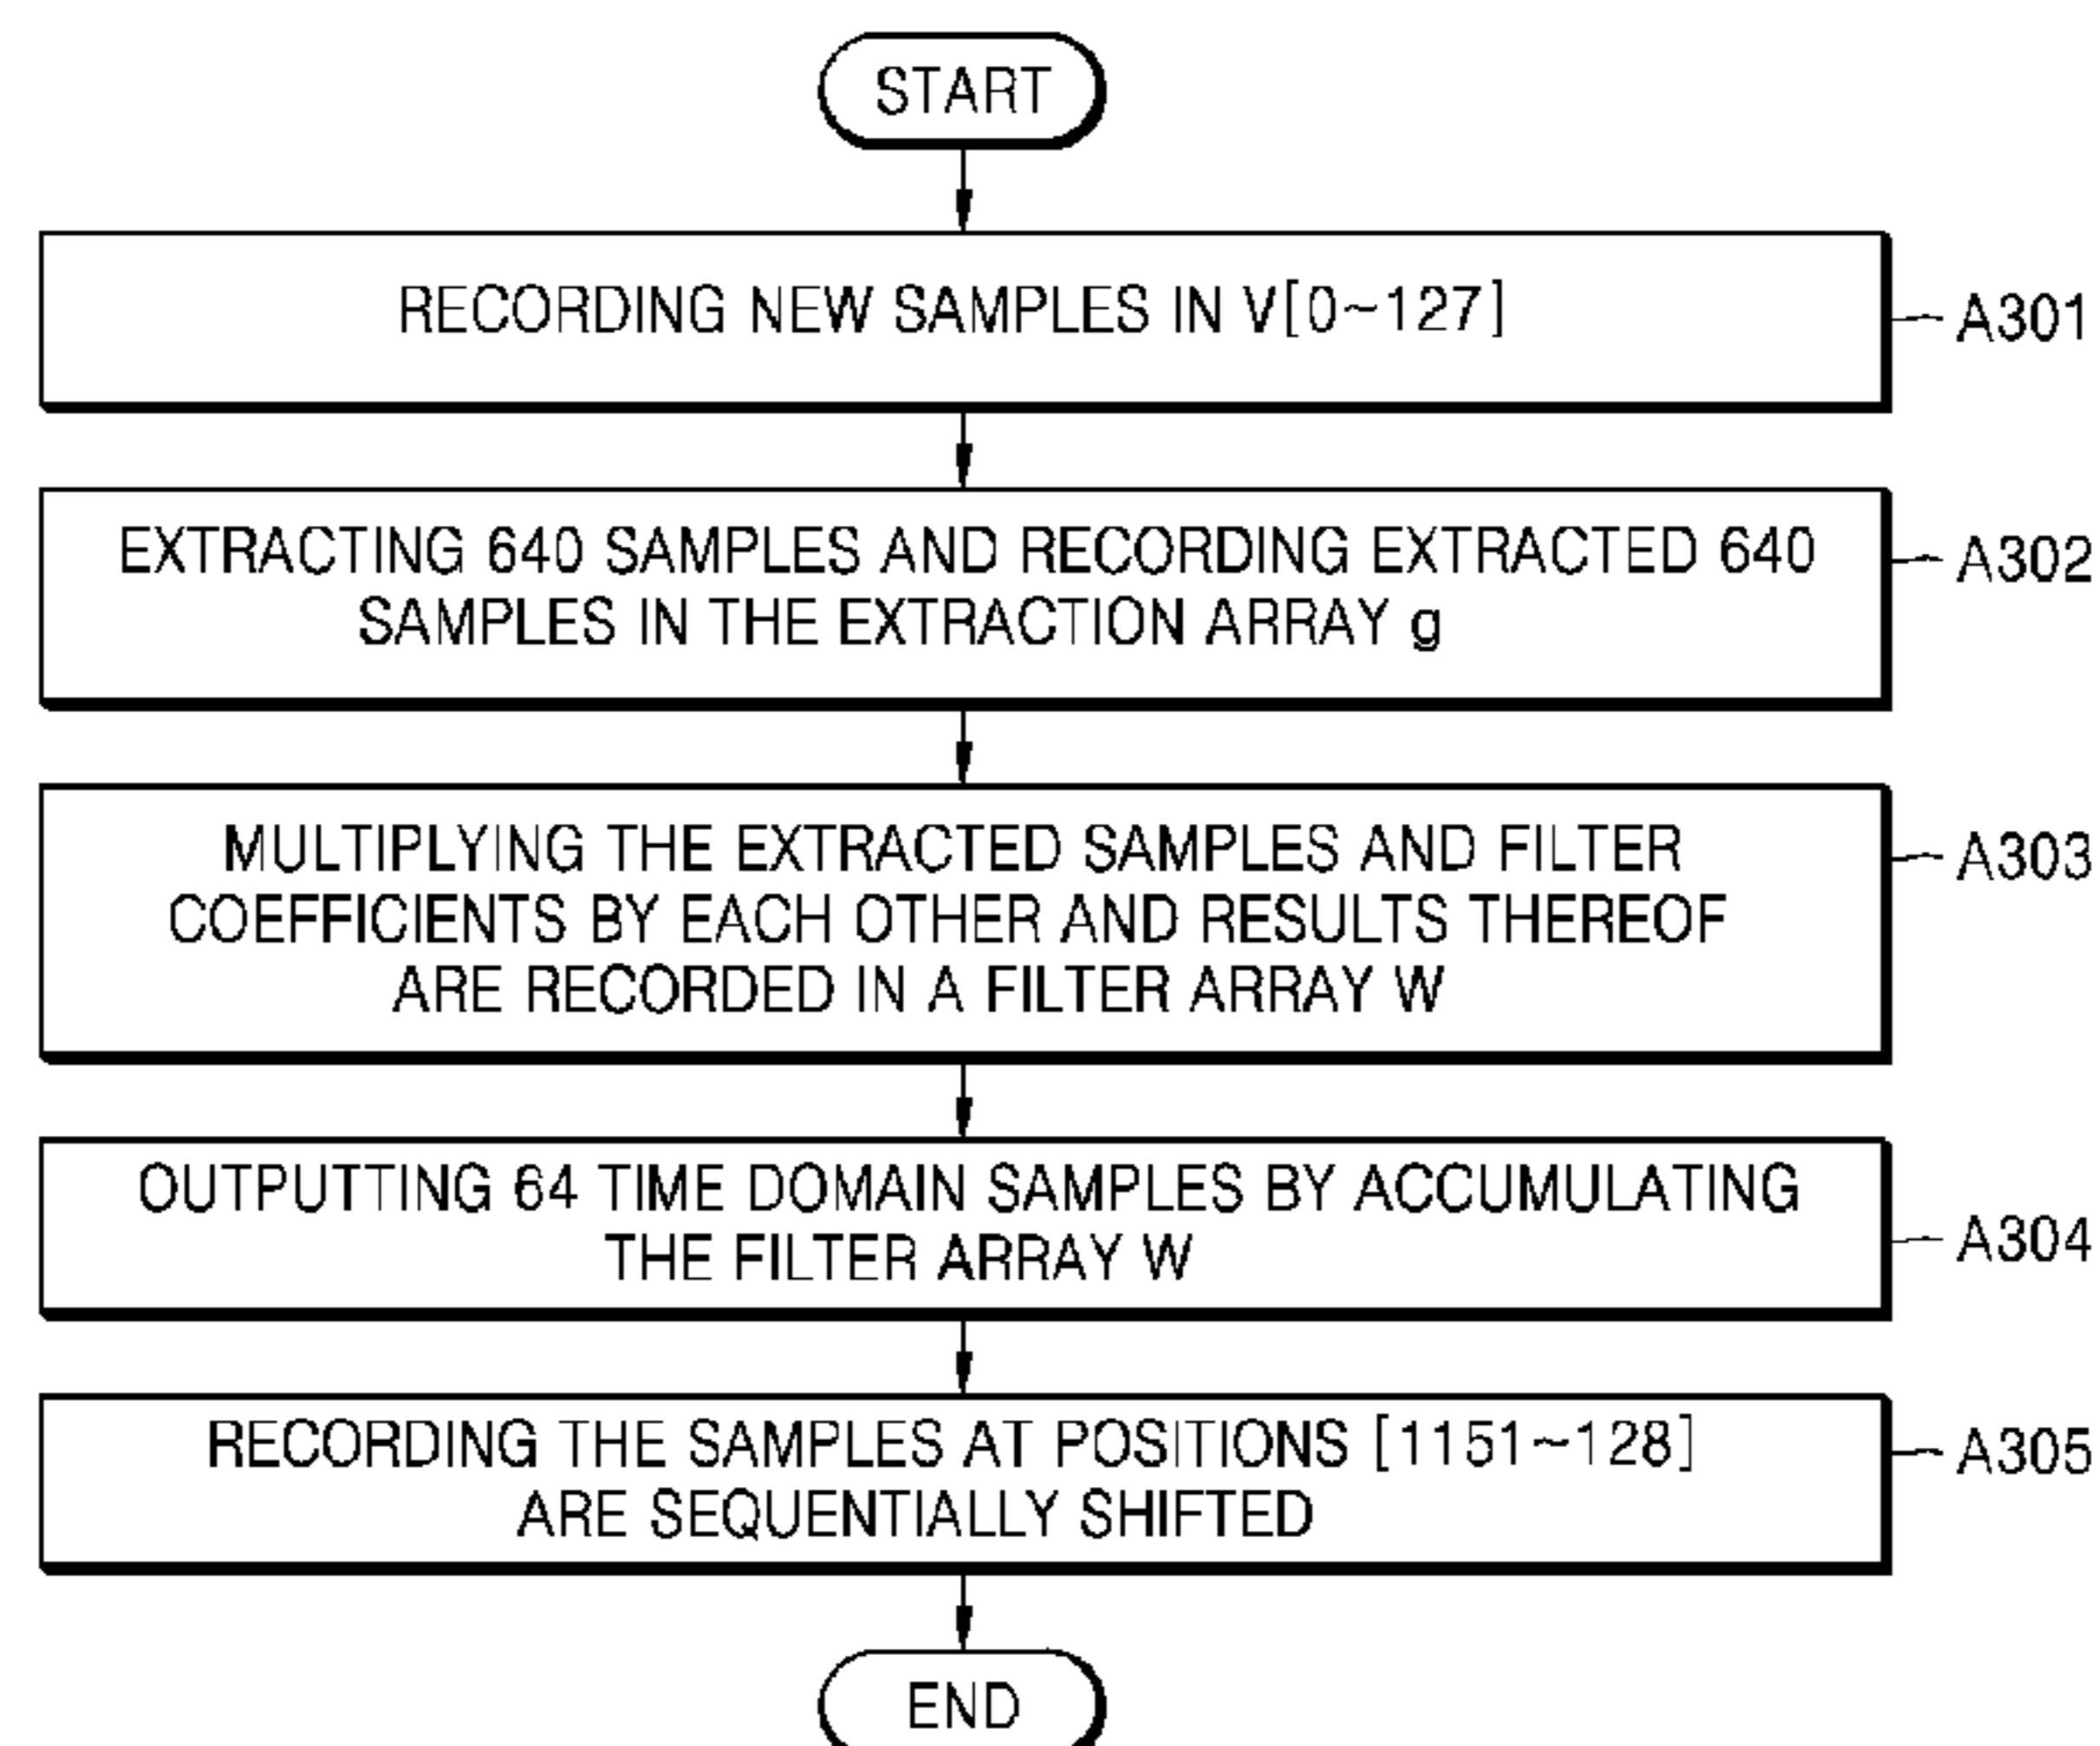 START
RECORDING NEW SAMPLES IN V[0~127]
A301
EXTRACTING 640 SAMPLES AND RECORDING EXTRACTED 640
SAMPLES IN THE EXTRACTION ARRAY g
A302
MULTIPLYING THE EXTRACTED SAMPLES AND FILTER
COEFFICIENTS BY EACH OTHER AND RESULTS THEREOF
ARE RECORDED IN A FILTER ARRAY W
A303
OUTPUTTING 64 TIME DOMAIN SAMPLES BY ACCUMULATING
THE FILTER ARRAY W
A304
RECORDING THE SAMPLES AT POSITIONS [1151~128]
ARE SEQUENTIALLY SHIFTED
A305
END